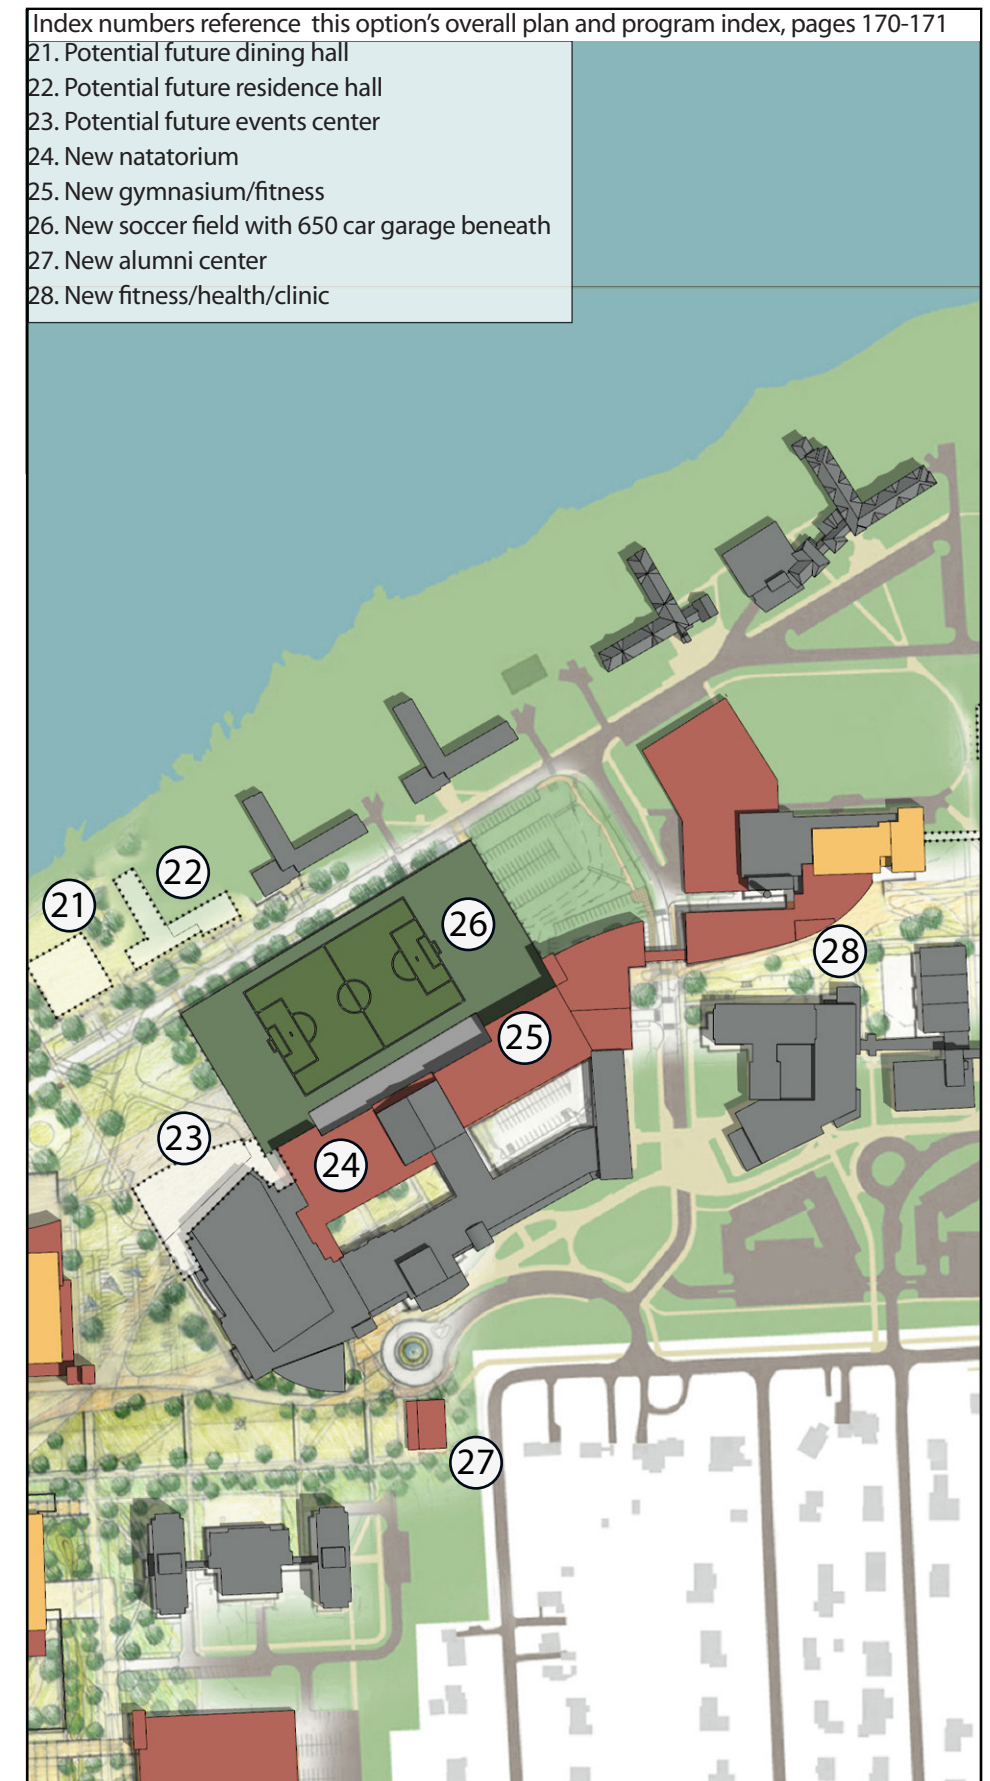 Index numbers reference this option’s overall plan and program index, pages 170-171
21. Potential future dining hall
22. Potential future residence hall
23. Potential future events center
24. New natatorium
25. New gymnasium/fitness
26. New soccer field with 650 car garage beneath
27. New alumni center
28. New fitness/health/clinic
22
21
26
28
25
23
24
27